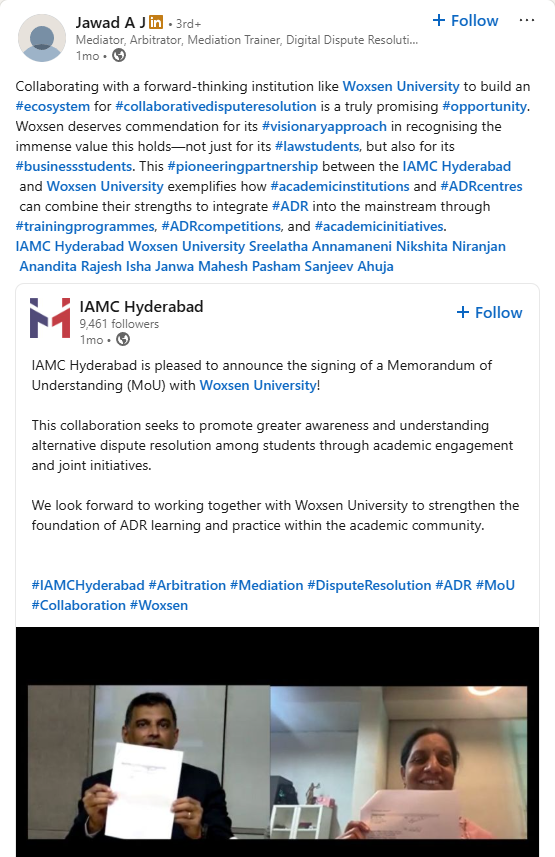 Jawad A J in • 3rd+
+ Follow ...
Mediator, Arbitrator, Mediation Trainer, Digital Dispute Resoluti...
1mo •
Collaborating with a forward-thinking institution like Woxsen University to build an
#ecosystem for #collaborativedisputeresolution is a truly promising #opportunity.
Woxsen deserves commendation for its #visionaryapproach in recognising the
immense value this holds—not just for its #lawstudents, but also for its
#businessstudents. This #pioneeringpartnership between the IAMC Hyderabad
and Woxsen University exemplifies how #academicinstitutions and #ADRcentres
can combine their strengths to integrate #ADR into the mainstream through
#trainingprogrammes, #ADRcompetitions, and #academicinitiatives.
IAMC Hyderabad Woxsen University Sreelatha Annamaneni Nikshita Niranjan
Anandita Rajesh Isha Janwa Mahesh Pasham Sanjeev Ahuja
IAMC Hyderabad
+ Follow
9,461 followers
1mo •
IAMC Hyderabad is pleased to announce the signing of a Memorandum of
Understanding (MoU) with Woxsen University!
This collaboration seeks to promote greater awareness and understanding
alternative dispute resolution among students through academic engagement
and joint initiatives.
We look forward to working together with Woxsen University to strengthen the
foundation of ADR learning and practice within the academic community.
#IAMCHyderabad #Arbitration #Mediation #DisputeResolution #ADR #MoU
#Collaboration #Woxsen